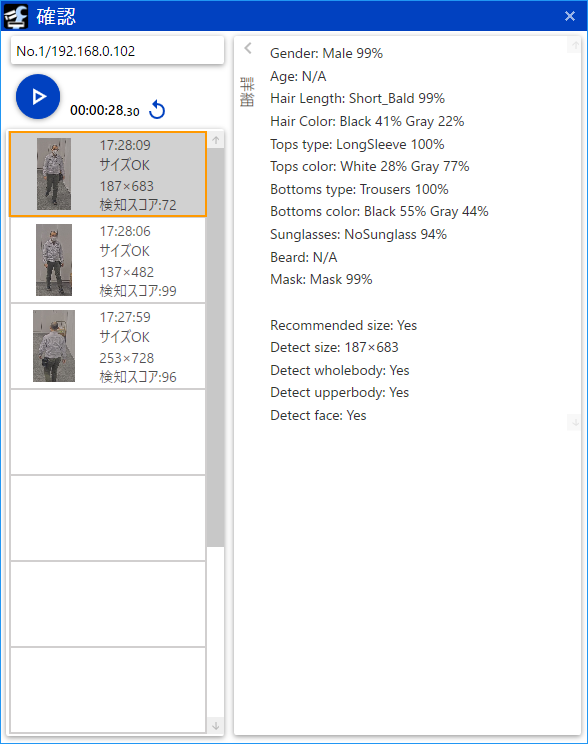 確認
No.1/192.168.0.102
00:00:28.30
17:28:09
サイズOK
187×683
検知スコア:72
17:28:06
サイズOK
137×482
検知スコア:99
17:27:59
サイズOK
253×728
検知スコア:96
詳細
Gender: Male 99%
Age: N/A
Hair Length: Short_Bald 99%
Hair Color: Black 41% Gray 22%
Tops type: LongSleeve 100%
Tops color: White 28% Gray 77%
Bottoms type: Trousers 100%
Bottoms color: Black 55% Gray 44%
Sunglasses: NoSunglass 94%
Beard: N/A
Mask: Mask 99%
Recommended size: Yes
Detect size: 187×683
Detect wholebody: Yes
Detect upperbody: Yes
Detect face: Yes